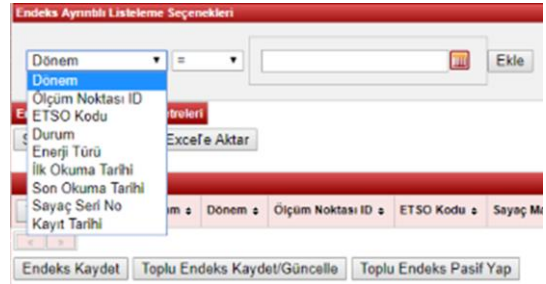 Endeks Ayrıntılı Listeleme Seçenekleri
Dönem = Ekle
Dönem
Ölçüm Noktası ID
ETSO Kodu
Durum
Enerji Türü
İlk Okuma Tarihi
Son Okuma Tarihi
Sayaç Seri No
Kayıt Tarihi
Excel'e Aktar
Dönem Ölçüm Noktası ID ETSO Kodu Sayaç
Endeks Kaydet Toplu Endeks Kaydet/Güncelle Toplu Endeks Pasif Yap